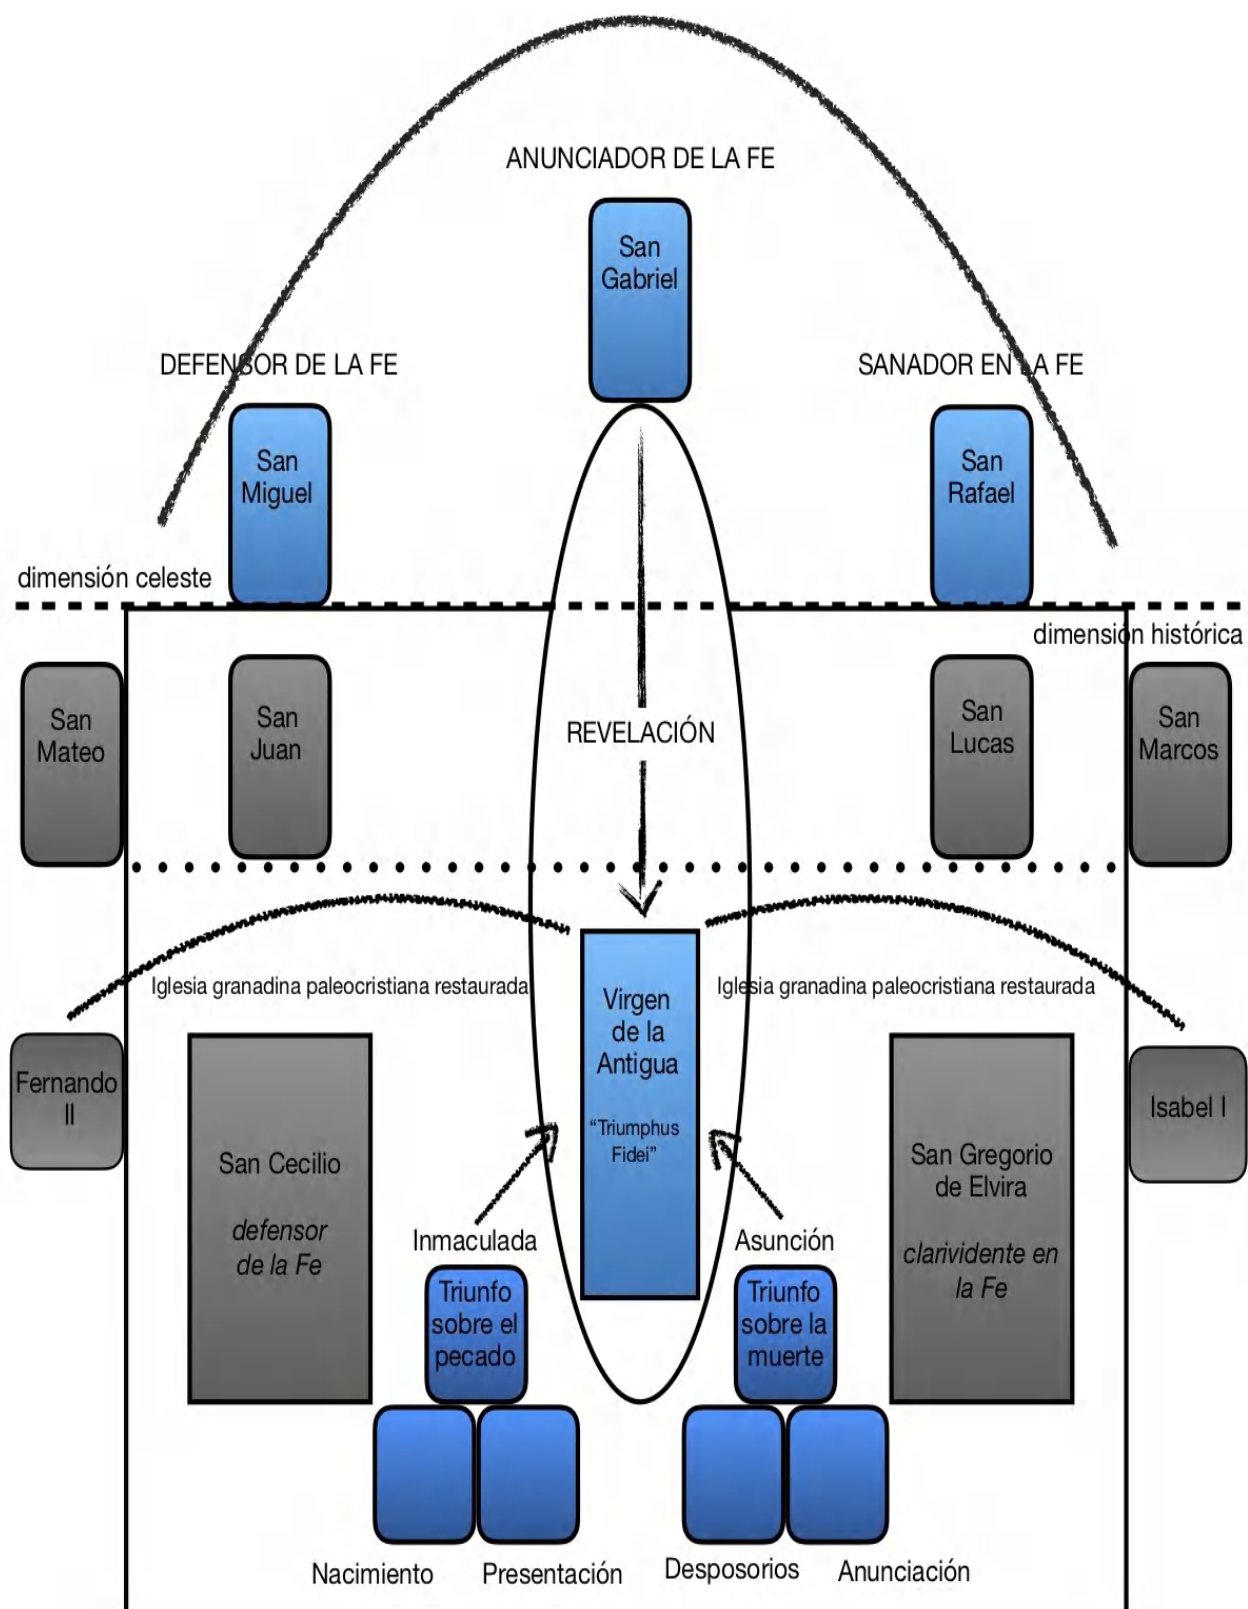 ANUNCIADOR DE LA FE
San
Gabriel
DEFENSOR DE LA FE
SANADOR EN LA FE
San
Miguel
San
Rafael
dimensión celeste
dimensión histórica
San
Mateo
San
Juan
San
Lucas
San
Marcos
REVELACIÓN
Iglesia granadina paleocristiana restaurada
Iglesia granadina paleocristiana restaurada
Virgen
de la
Antigua
“Triumphus
Fidei”
Fernando
II
Isabel I
San Cecilio
defensor
de la Fe
San Gregorio
de Elvira
clarividente en
la Fe
Inmaculada
Asunción
Triunfo
sobre el
pecado
Triunfo
sobre la
muerte
Nacimiento
Presentación
Desposorios
Anunciación